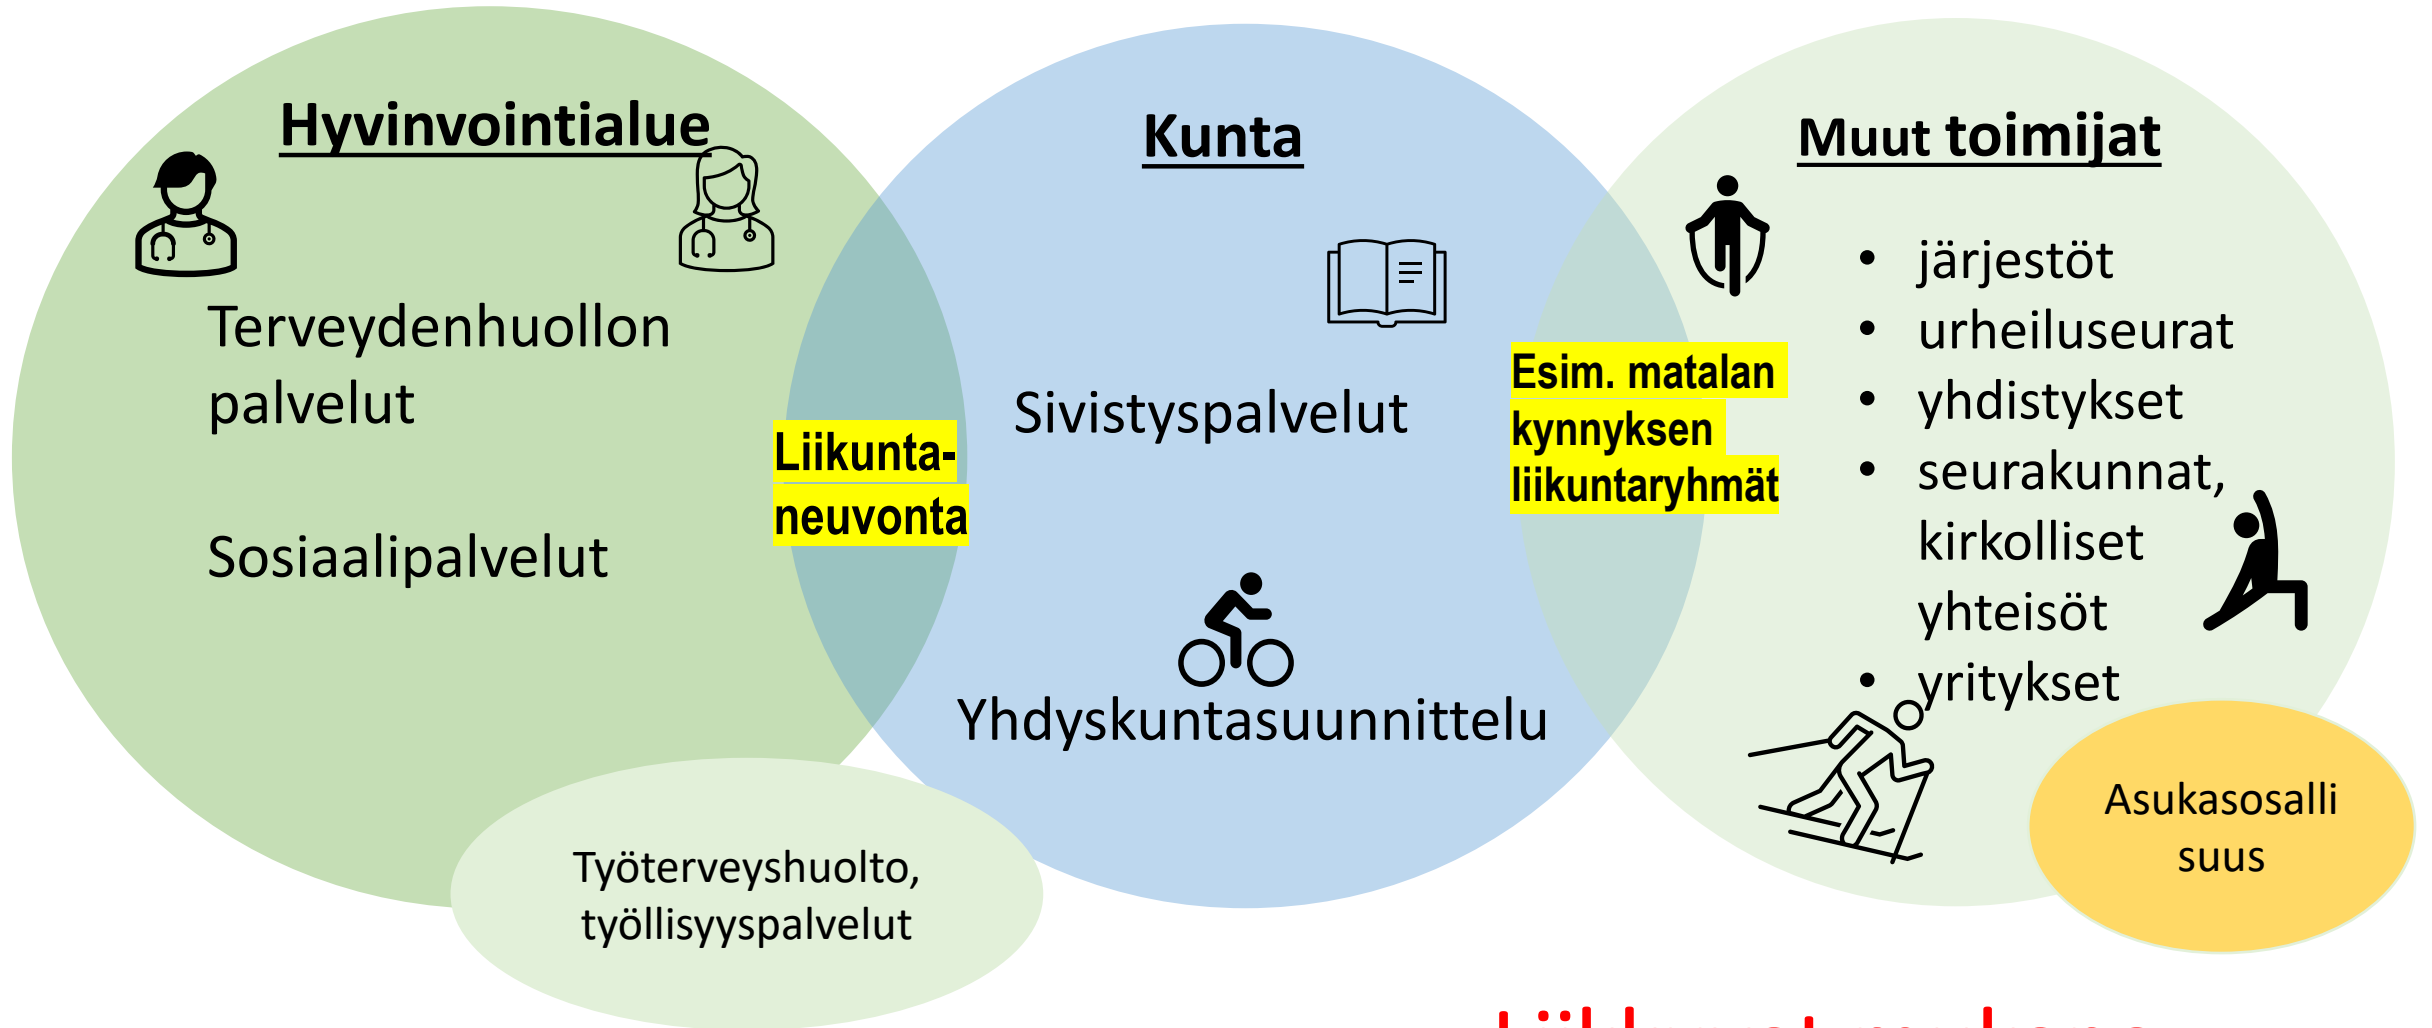 Hyvinvointialue
Terveydenhuollon
palvelut
Sosiaalipalvelut
Liikunta-
neuvonta
Työterveyshuolto,
työllisyyspalvelut
Kunta
Sivistyspalvelut
Yhdyskuntasuunnittelu
Esim. matalan
kynnyksen
liikuntaryhmät
Muut toimijat
• järjestöt
• urheiluseurat
• yhdistykset
• seurakunnat,
kirkolliset
yhteisöt
• yritykset
Asukasosalli
suus